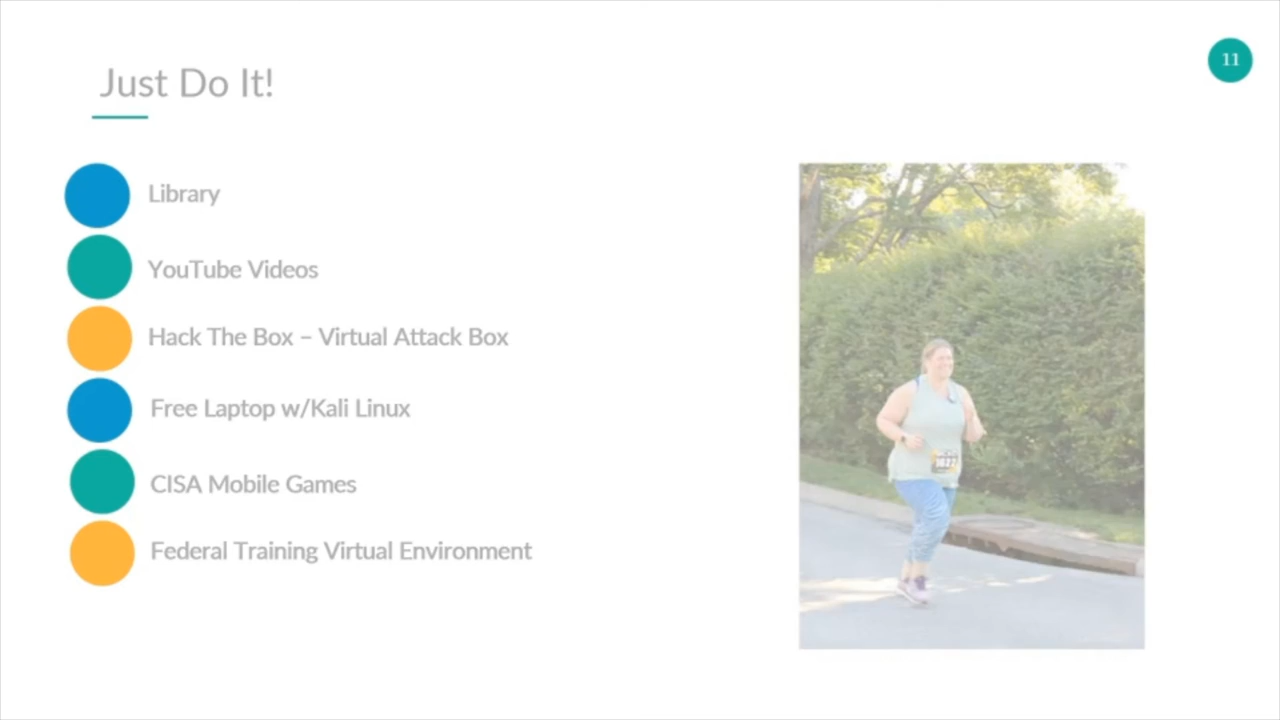 11
Just Do It!
Library
YouTube Videos
Hack The Box – Virtual Attack Box
Free Laptop w/Kali Linux
CISA Mobile Games
Federal Training Virtual Environment